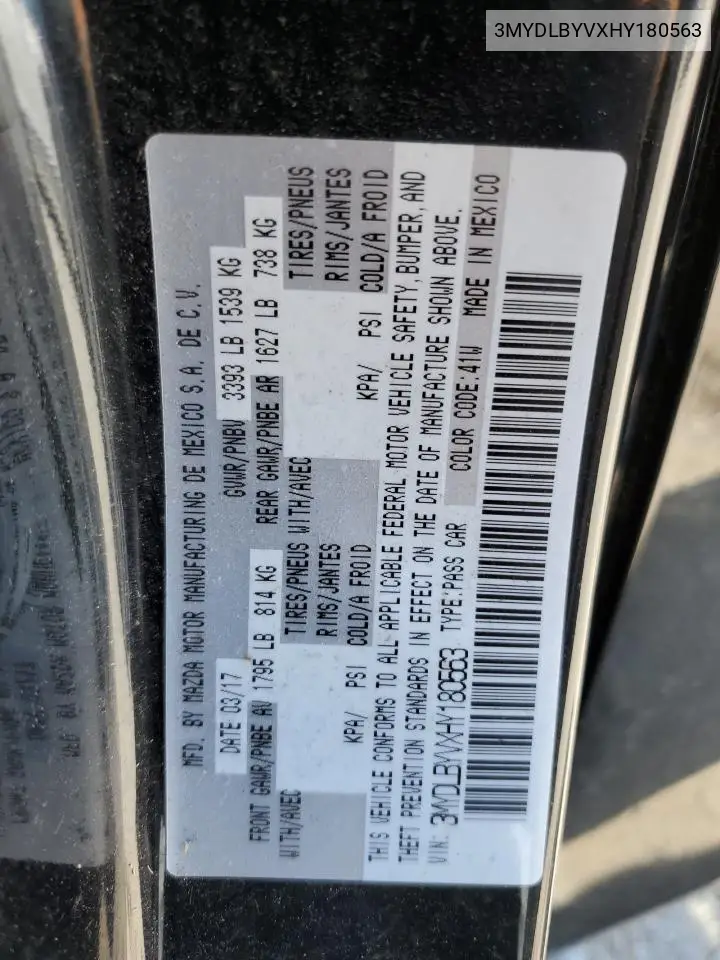 3MYDLBYVXHY180563
MFD. BY MAZDA MOTOR MANUFACTURING DE MEXICO S.A. DE C.V.
DATE 03/17 GVWR/PNBV 3393 LB 1539 KG
FRONT GAWR/PNBE AV 1795 LB 814 KG REAR GAWR/PNBE AR 1627 LB 738 KG
WITH/AVEC TIRES/PNEUS WITH/AVEC TIRES/PNEUS
RIMS/JANTES RIMS/JANTES
KPA/ PSI COLD/A FROID KPA/ PSI COLD/A FROID
THIS VEHICLE CONFORMS TO ALL APPLICABLE FEDERAL MOTOR VEHICLE SAFETY, BUMPER, AND
THEFT PREVENTION STANDARDS IN EFFECT ON THE DATE OF MANUFACTURE SHOWN ABOVE.
VIN: 3MYDLBYVXHY180563 TYPE:PASS CAR COLOR CODE:41W MADE IN MEXICO